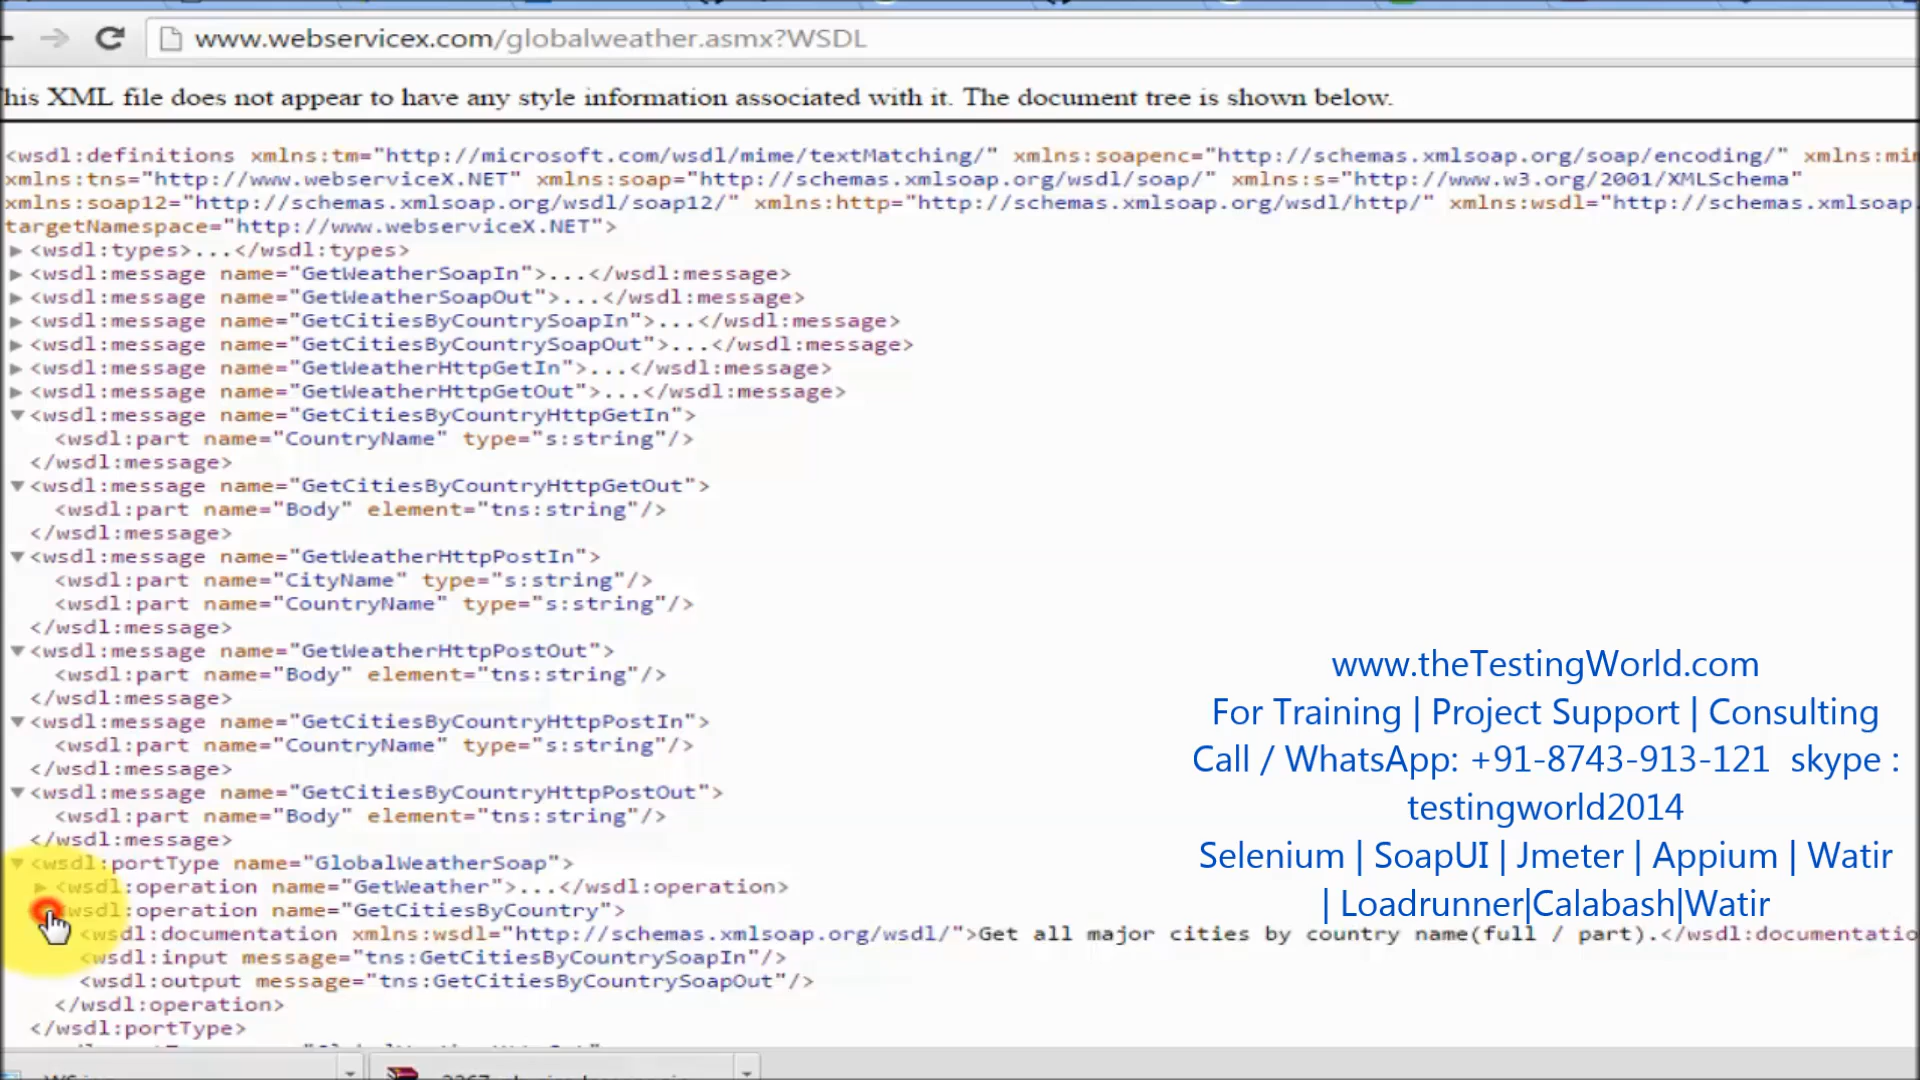 www.webservicex.com/globalweather.asmx?WSDL
his XML file does not appear to have any style information associated with it. The document tree is shown below.
<wsdl:definitions xmlns:tm="http://microsoft.com/wsdl/mime/textMatching/" xmlns:soapenc="http://schemas.xmlsoap.org/soap/encoding/"
xmlns:tns="http://www.webserviceX.NET" xmlns:soap="http://schemas.xmlsoap.org/wsdl/soap/" xmlns:s="http://www.w3.org/2001/XMLSchema"
xmlns:soap12="http://schemas.xmlsoap.org/wsdl/soap12/" xmlns:http="http://schemas.xmlsoap.org/wsdl/http/" xmlns:wsdl="http://schemas.xmlsoap.
targetNamespace="http://www.webserviceX.NET">
▶<wsdl:types>...</wsdl:types>
▶<wsdl:message name="GetWeatherSoapIn">...</wsdl:message>
▶<wsdl:message name="GetWeatherSoapOut">...</wsdl:message>
▶<wsdl:message name="GetCitiesByCountrySoapIn">...</wsdl:message>
▶<wsdl:message name="GetCitiesByCountrySoapOut">...</wsdl:message>
▶<wsdl:message name="GetWeatherHttpGetIn">...</wsdl:message>
▶<wsdl:message name="GetWeatherHttpGetOut">...</wsdl:message>
▼<wsdl:message name="GetCitiesByCountryHttpGetIn">
<wsdl:part name="CountryName" type="s:string"/>
</wsdl:message>
▼<wsdl:message name="GetCitiesByCountryHttpGetOut">
<wsdl:part name="Body" element="tns:string"/>
</wsdl:message>
▼<wsdl:message name="GetWeatherHttpPostIn">
<wsdl:part name="CityName" type="s:string"/>
<wsdl:part name="CountryName" type="s:string"/>
</wsdl:message>
▼<wsdl:message name="GetWeatherHttpPostOut">
<wsdl:part name="Body" element="tns:string"/>
</wsdl:message>
▼<wsdl:message name="GetCitiesByCountryHttpPostIn">
<wsdl:part name="CountryName" type="s:string"/>
</wsdl:message>
▼<wsdl:message name="GetCitiesByCountryHttpPostOut">
<wsdl:part name="Body" element="tns:string"/>
</wsdl:message>
▼<wsdl:portType name="GlobalWeatherSoap">
▶<wsdl:operation name="GetWeather">...</wsdl:operation>
wsdl:operation name="GetCitiesByCountry">
<wsdl:documentation xmlns:wsdl="http://schemas.xmlsoap.org/wsdl/">Get all major cities by country name(full / part).</wsdl:documentatio
<wsdl:input message="tns:GetCitiesByCountrySoapIn"/>
<wsdl:output message="tns:GetCitiesByCountrySoapOut"/>
</wsdl:operation>
</wsdl:portType>
www.theTestingWorld.com
For Training | Project Support | Consulting
Call / WhatsApp: +91-8743-913-121 skype :
testingworld2014
Selenium | SoapUI | Jmeter | Appium | Watir
| Loadrunner|Calabash|Watir